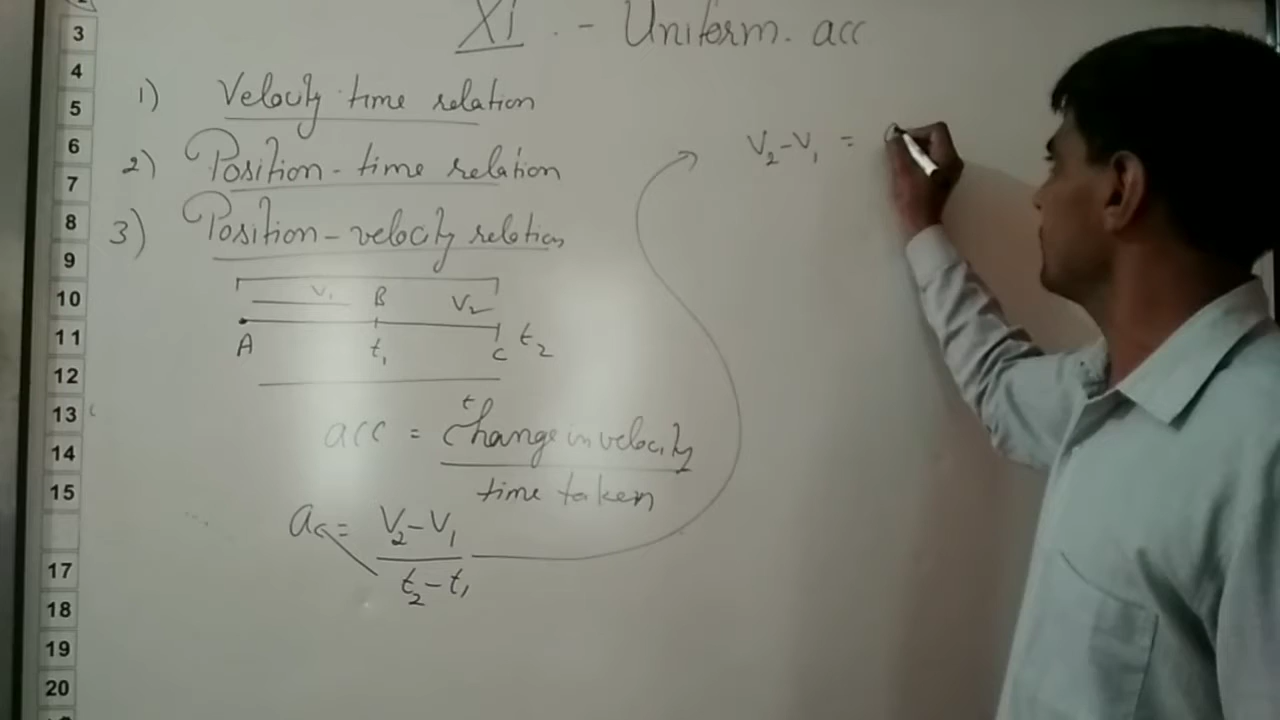 XI. - Uniform. acc
1) Velocity time relation
2) Position - time relation
3) Position - velocity relation
V₁ B V₂
A t₁ C t₂
t
acc = Change in velocity
time taken
a = V₂ - V₁
t₂ - t₁
V₂ - V₁ =
3
4
5
6
7
8
9
10
11
12
13
14
15
17
18
19
20